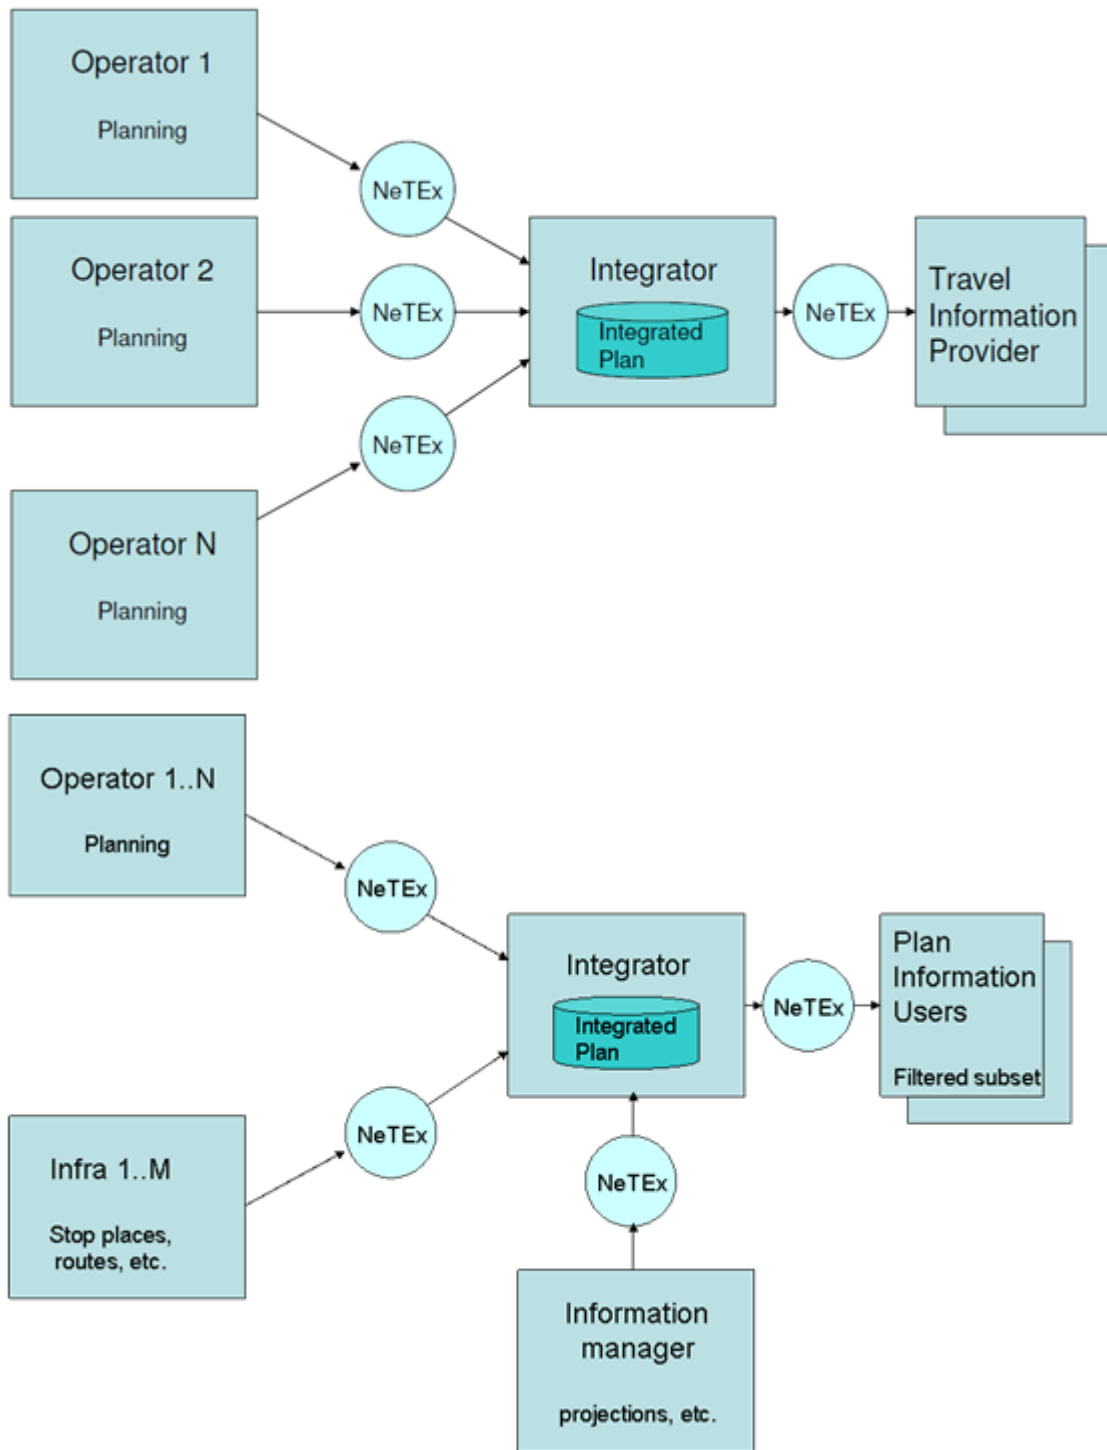 Operator 1
Planning
NeTEx
Operator 2
Planning
NeTEx
Integrator
Integrated
Plan
NeTEx
Travel
Information
Provider
NeTEx
Operator N
Planning
Operator 1..N
Planning
NeTEx
Integrator
Integrated
Plan
NeTEx
Plan
Information
Users
Filtered subset
Infra 1..M
Stop places,
routes, etc.
NeTEx
NeTEx
Information
manager
projections, etc.